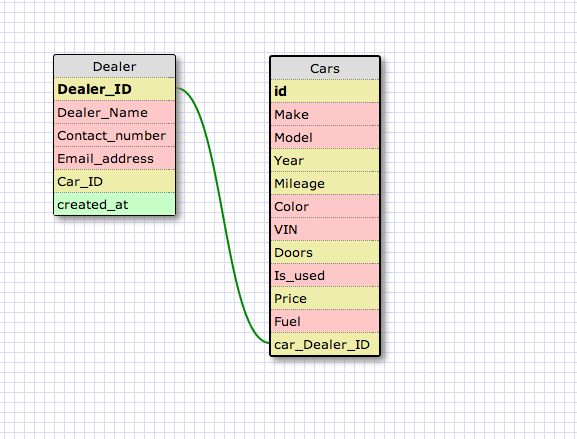 Dealer
Dealer_ID
Dealer_Name
Contact_number
Email_address
Car_ID
created_at
Cars
id
Make
Model
Year
Mileage
Color
VIN
Doors
Is_used
Price
Fuel
car_Dealer_ID